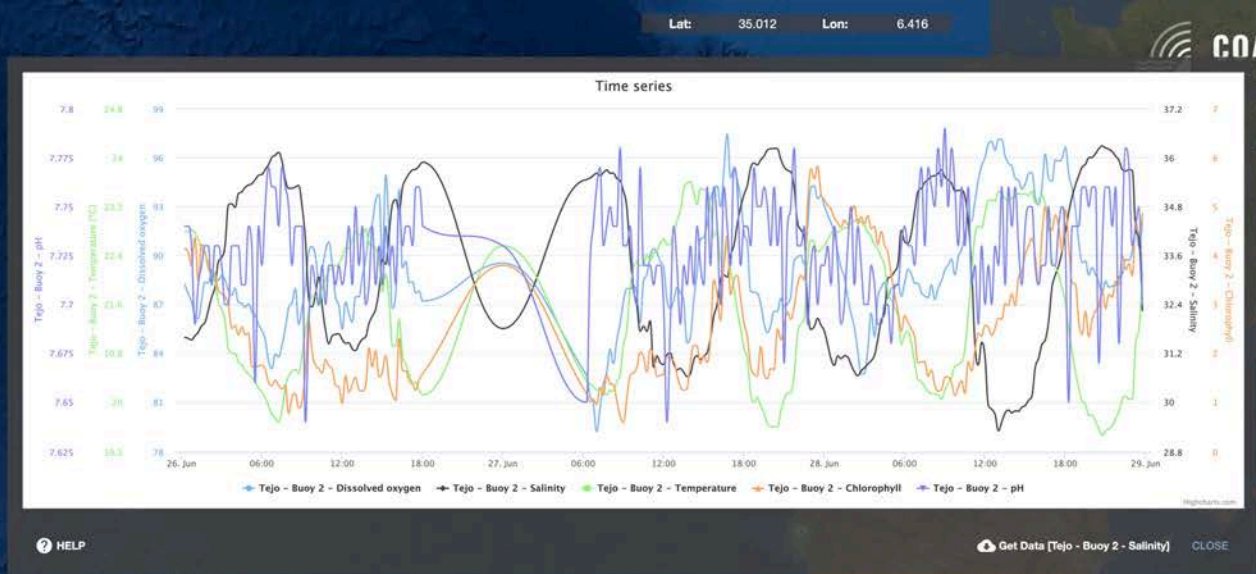 Lat: 35.012 Lon: 6.416
COA
Time series
7.8 24.8 99 37.2 7
7.775 24 96 36 6
7.75 23.2 93 34.8 5
7.725 22.4 90 33.6 4
7.7 21.6 87 32.4 3
7.675 20.8 84 31.2 2
7.65 20 81 30 1
7.625 78 28.8 0
Tejo - Buoy 2 - pH
Tejo - Buoy 2 - Temperature (°C)
Tejo - Buoy 2 - Dissolved oxygen
Tejo - Buoy 2 - Salinity
Tejo - Buoy 2 - Chlorophyll
26. Jun 06:00 12:00 18:00 27. Jun 06:00 12:00 18:00 28. Jun 06:00 12:00 18:00 29. Jun
Tejo - Buoy 2 - Dissolved oxygen Tejo - Buoy 2 - Salinity Tejo - Buoy 2 - Temperature Tejo - Buoy 2 - Chlorophyll Tejo - Buoy 2 - pH
Highcharts.com
? HELP
Get Data [Tejo - Buoy 2 - Salinity] CLOSE